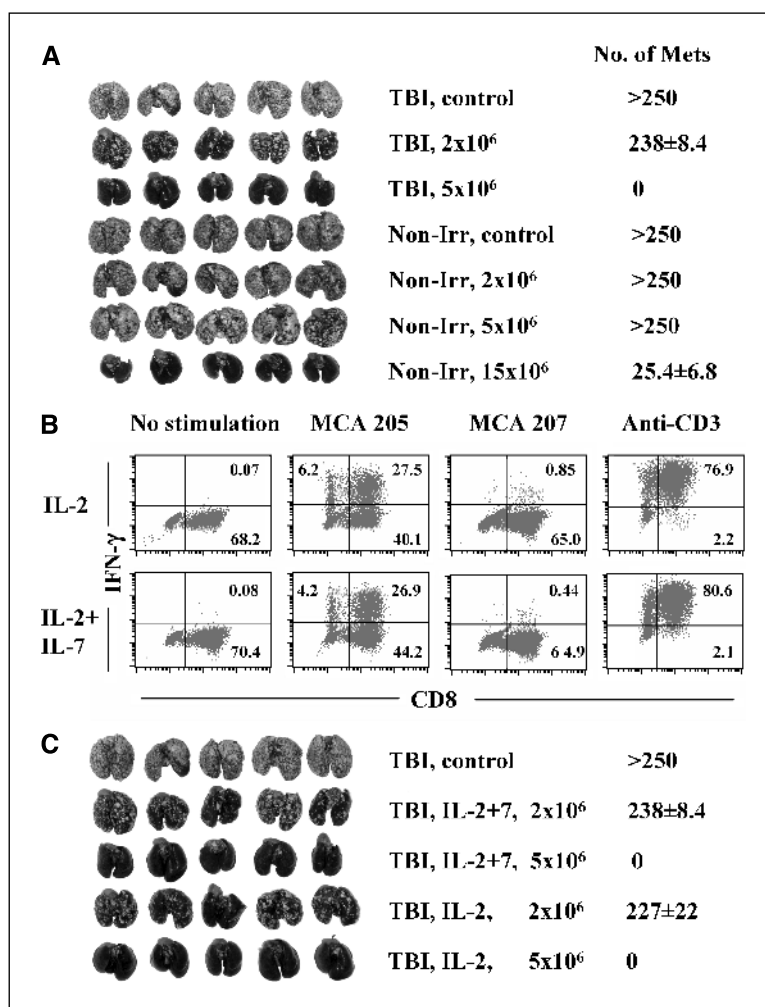 A
No. of Mets
TBI, control >250
TBI, 2x10⁶ 238±8.4
TBI, 5x10⁶ 0
Non-Irr, control >250
Non-Irr, 2x10⁶ >250
Non-Irr, 5x10⁶ >250
Non-Irr, 15x10⁶ 25.4±6.8
B
No stimulation MCA 205 MCA 207 Anti-CD3
IL-2
0.07 6.2 27.5 0.85 76.9
68.2 40.1 65.0 2.2
IFN-γ
IL-2+
IL-7
0.08 4.2 26.9 0.44 80.6
70.4 44.2 6 4.9 2.1
CD8
C
TBI, control >250
TBI, IL-2+7, 2x10⁶ 238±8.4
TBI, IL-2+7, 5x10⁶ 0
TBI, IL-2, 2x10⁶ 227±22
TBI, IL-2, 5x10⁶ 0